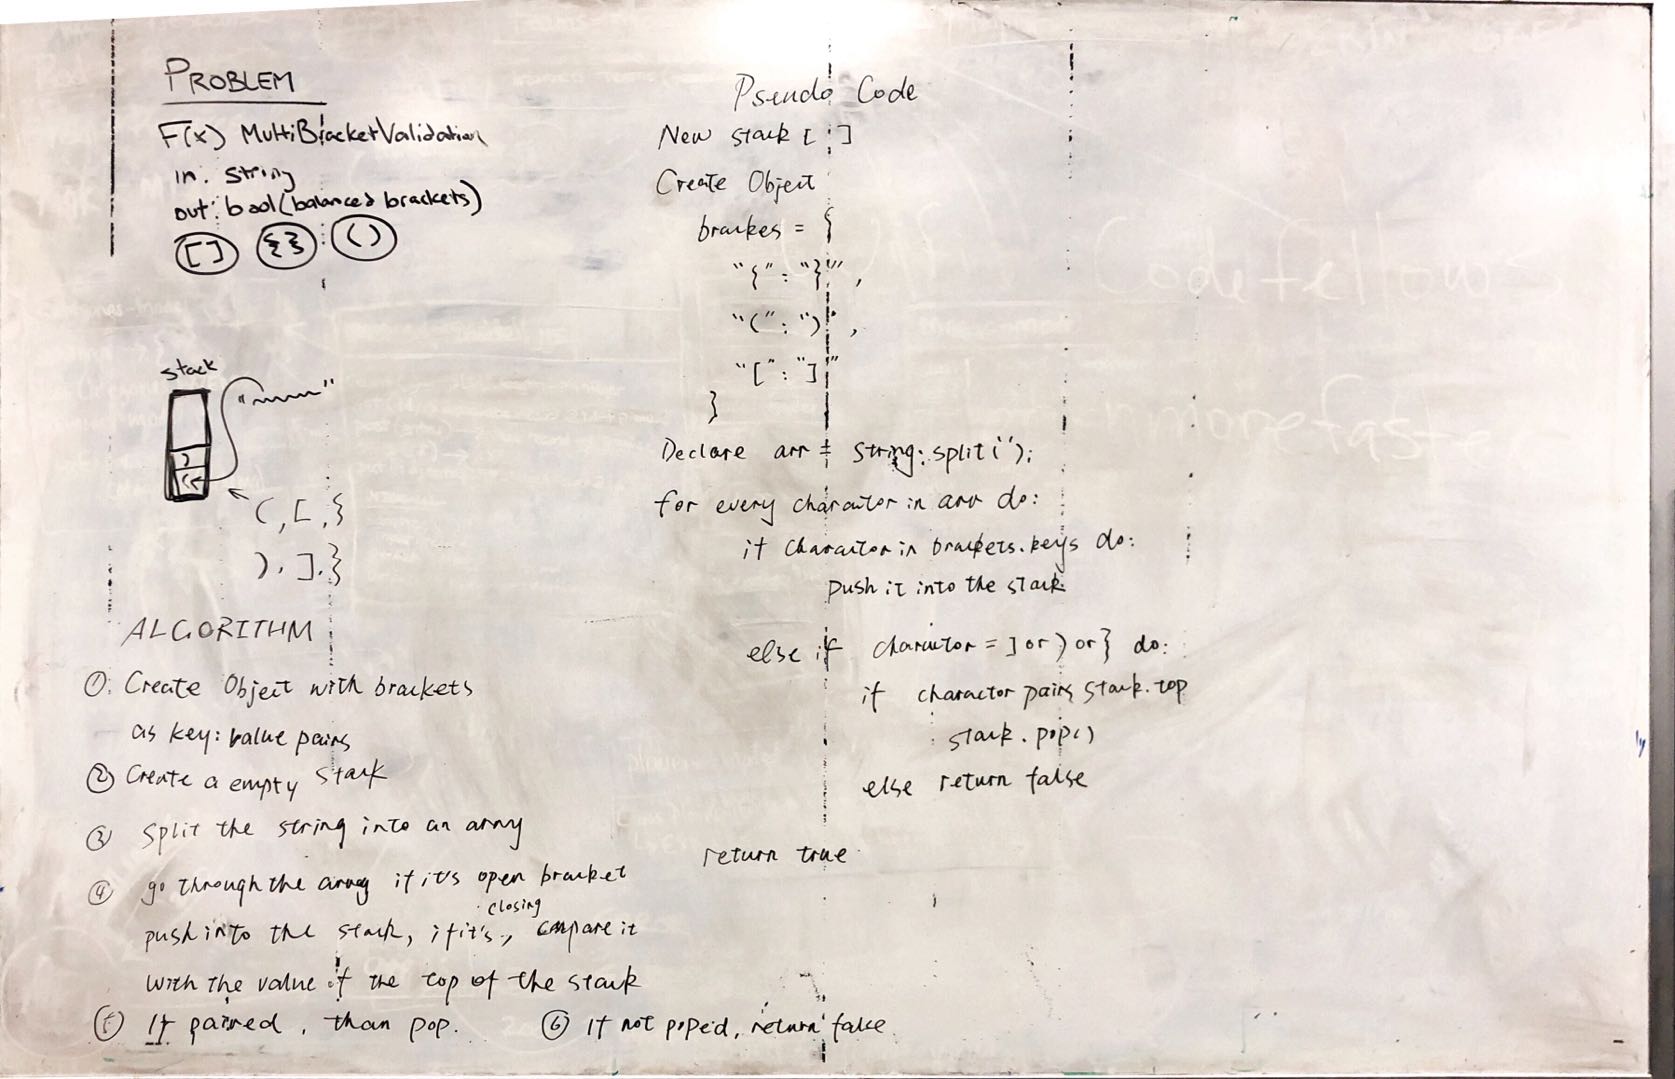 PROBLEM
F(x) MultiBracketValidation
in: string
out: bool (balanced brackets)
[ ] { } ( )
stack
" "
)
(
( , [ , {
) , ] , }
ALGORITHM
① Create Object with brackets
as key: value pairs
② Create a empty stack
③ split the string into an array
④ go through the array if it's open bracket
closing
push into the stack, if it's , compare it
with the value of the top of the stack
⑤ If paired, than pop.
⑥ If not poped, return false
Pseudo Code
New stack [ ]
Create Object
brackes = {
"{" : "}",
"(" : ")",
"[" : "]"
}
Declare arr = string.split('');
for every charactor in arr do:
if charactor in brackets.keys do:
push it into the stack
else if charactor = ] or ) or } do:
if charactor pairs stack.top
stack.pop()
else return false
return true
Codefellow
more